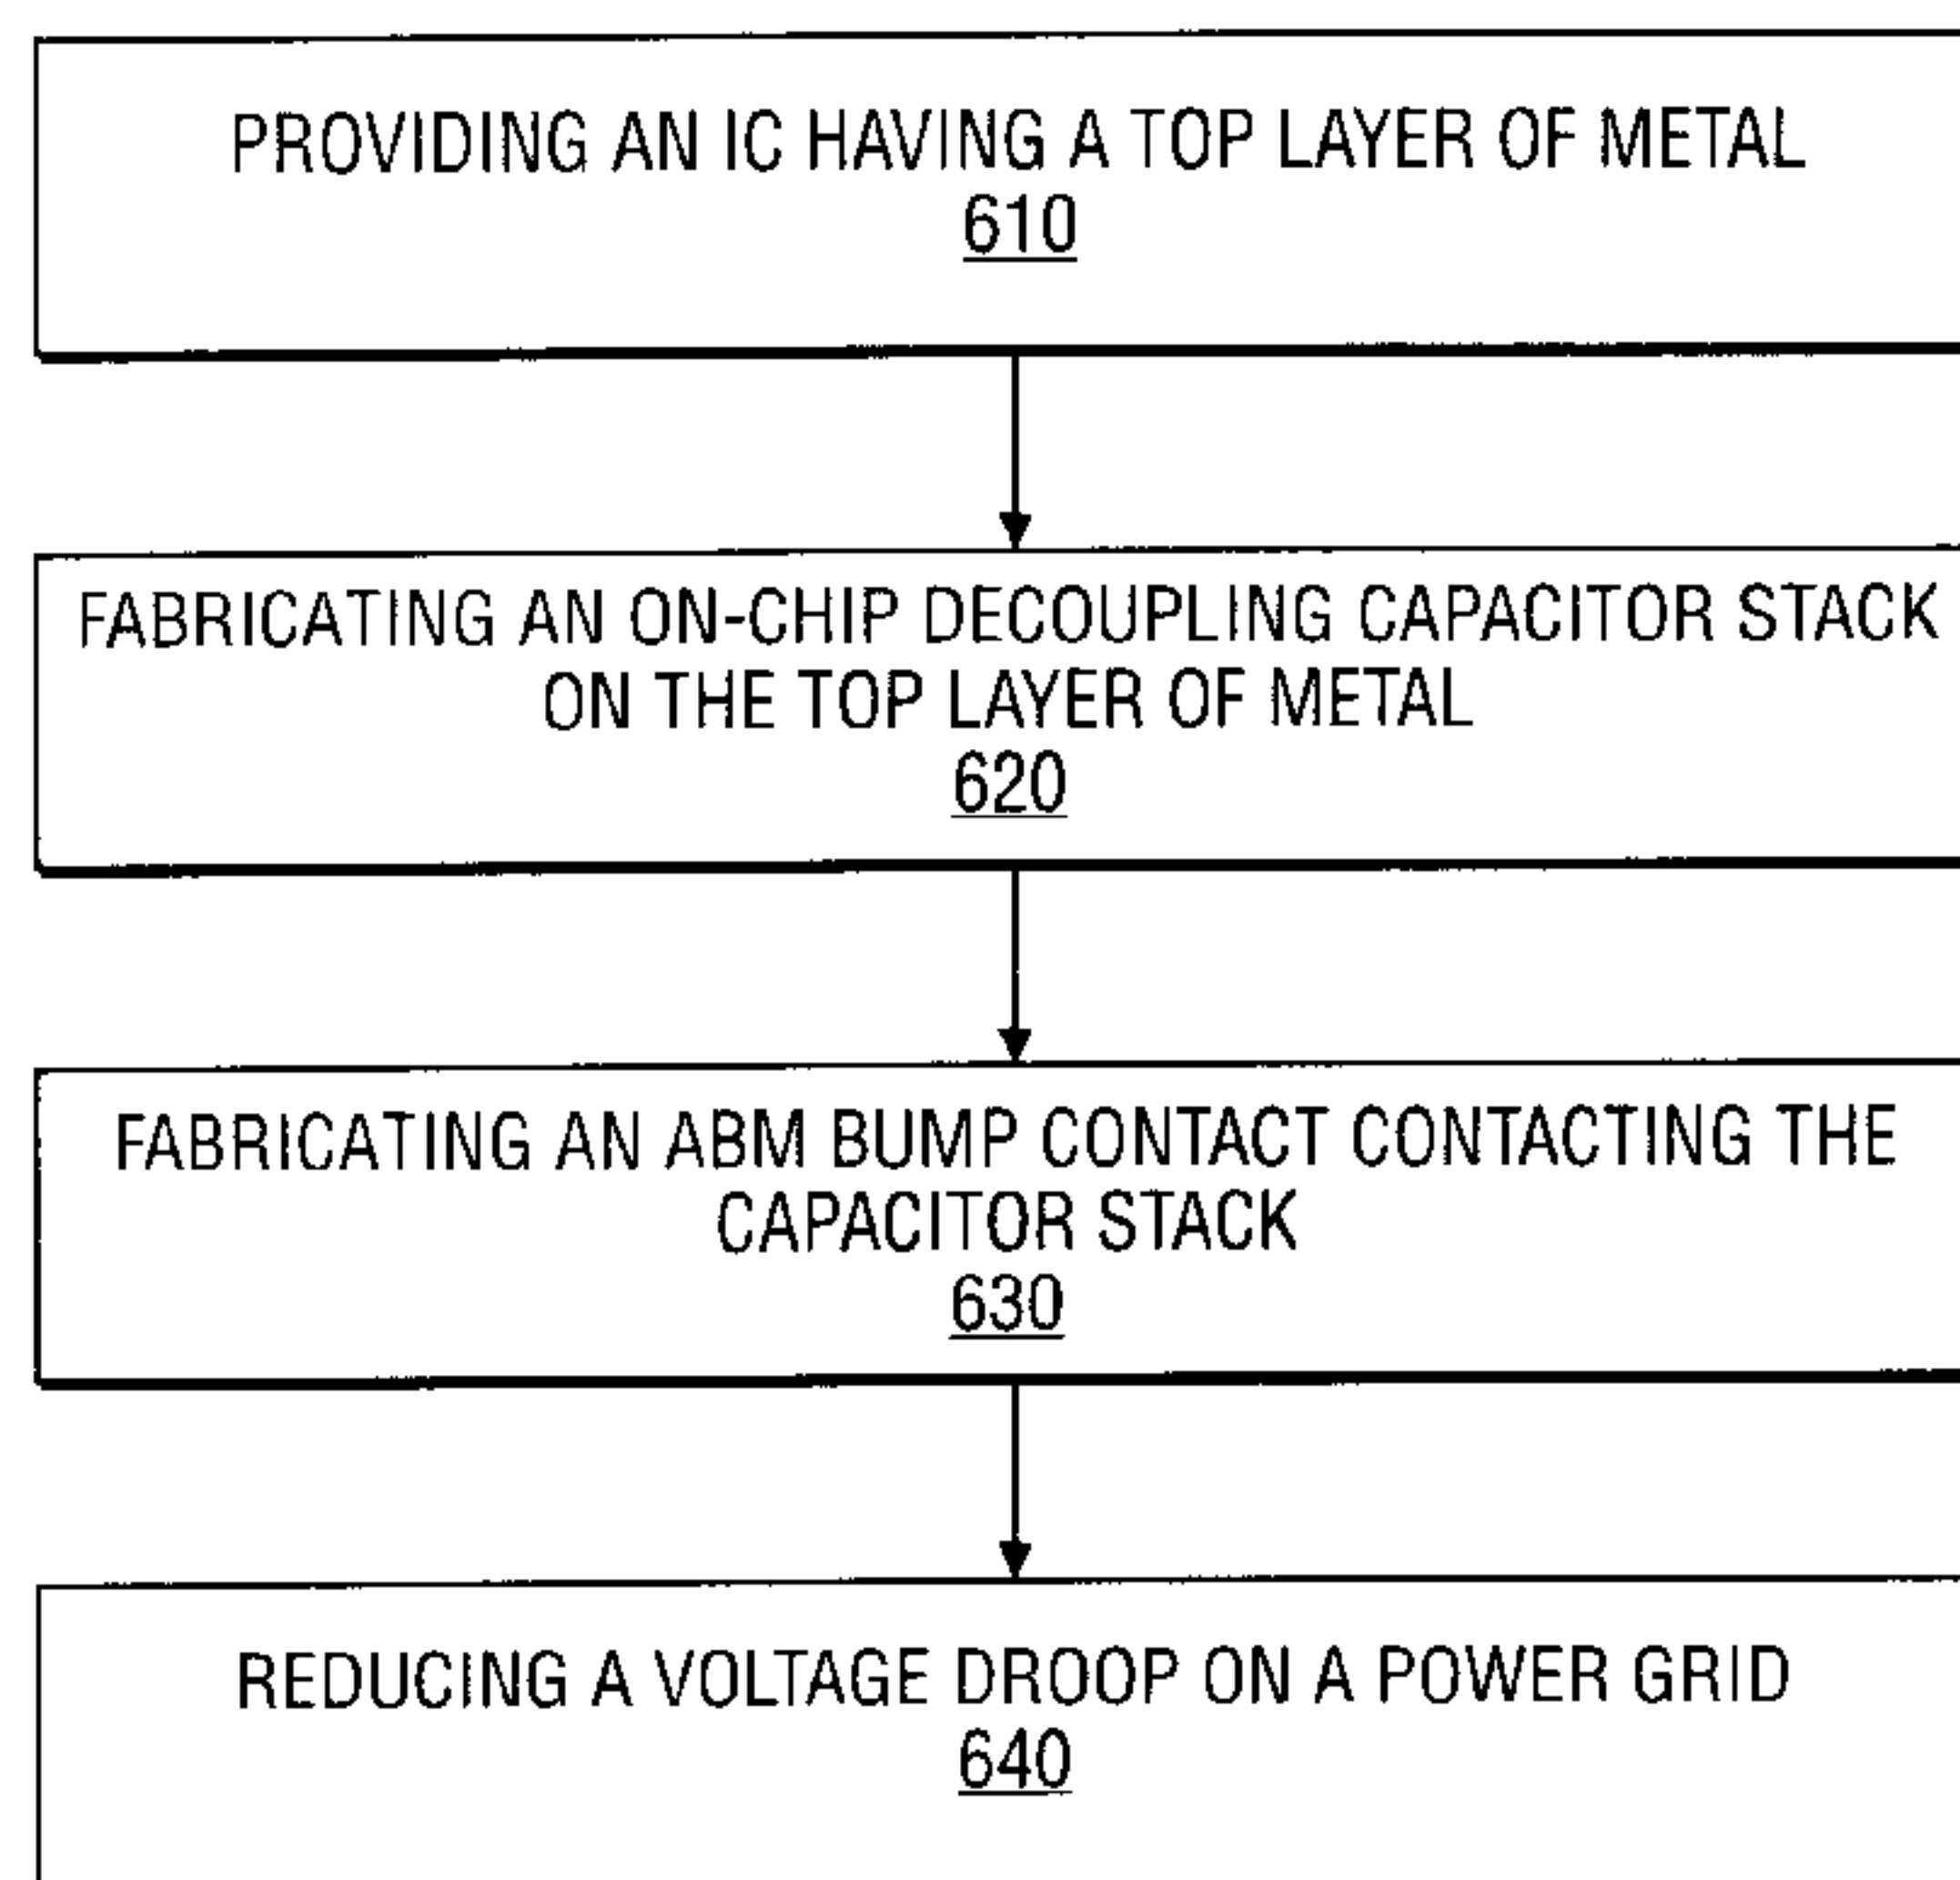 PROVIDING AN IC HAVING A TOP LAYER OF METAL
610
FABRICATING AN ON-CHIP DECOUPLING CAPACITOR STACK
ON THE TOP LAYER OF METAL
620
FABRICATING AN ABM BUMP CONTACT CONTACTING THE
CAPACITOR STACK
630
REDUCING A VOLTAGE DROOP ON A POWER GRID
640